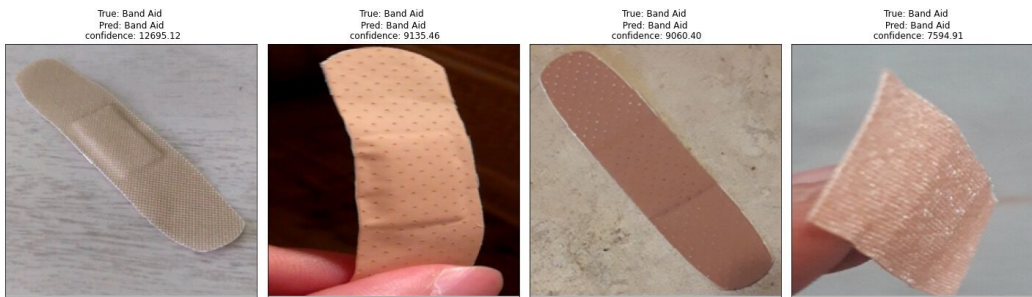 True: Band Aid
Pred: Band Aid
confidence: 12695.12
True: Band Aid
Pred: Band Aid
confidence: 9135.46
True: Band Aid
Pred: Band Aid
confidence: 9060.40
True: Band Aid
Pred: Band Aid
confidence: 7594.91